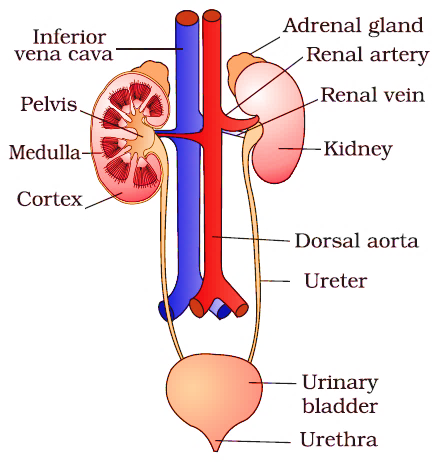 Inferior
vena cava
Pelvis
Medulla
Cortex
Adrenal gland
Renal artery
Renal vein
Kidney
Dorsal aorta
Ureter
Urinary
bladder
Urethra